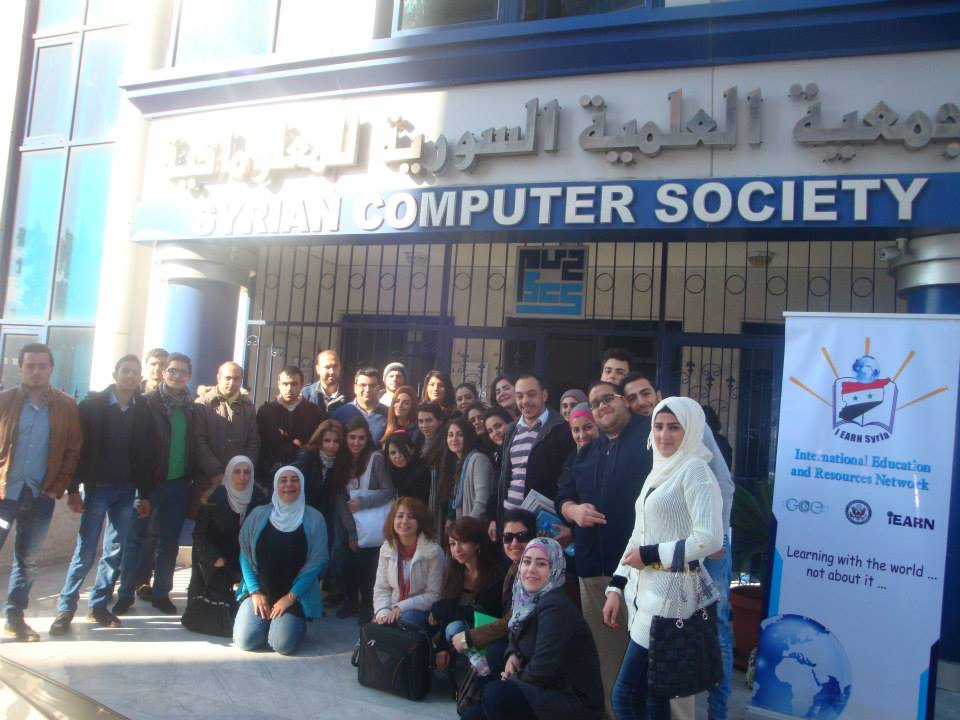 جمعية العلمية السورية للمعلوماتية
SYRIAN COMPUTER SOCIETY
SCS
i EARN Syria
International Education
and Resources Network
iEARN
Learning with the world ...
not about it ...